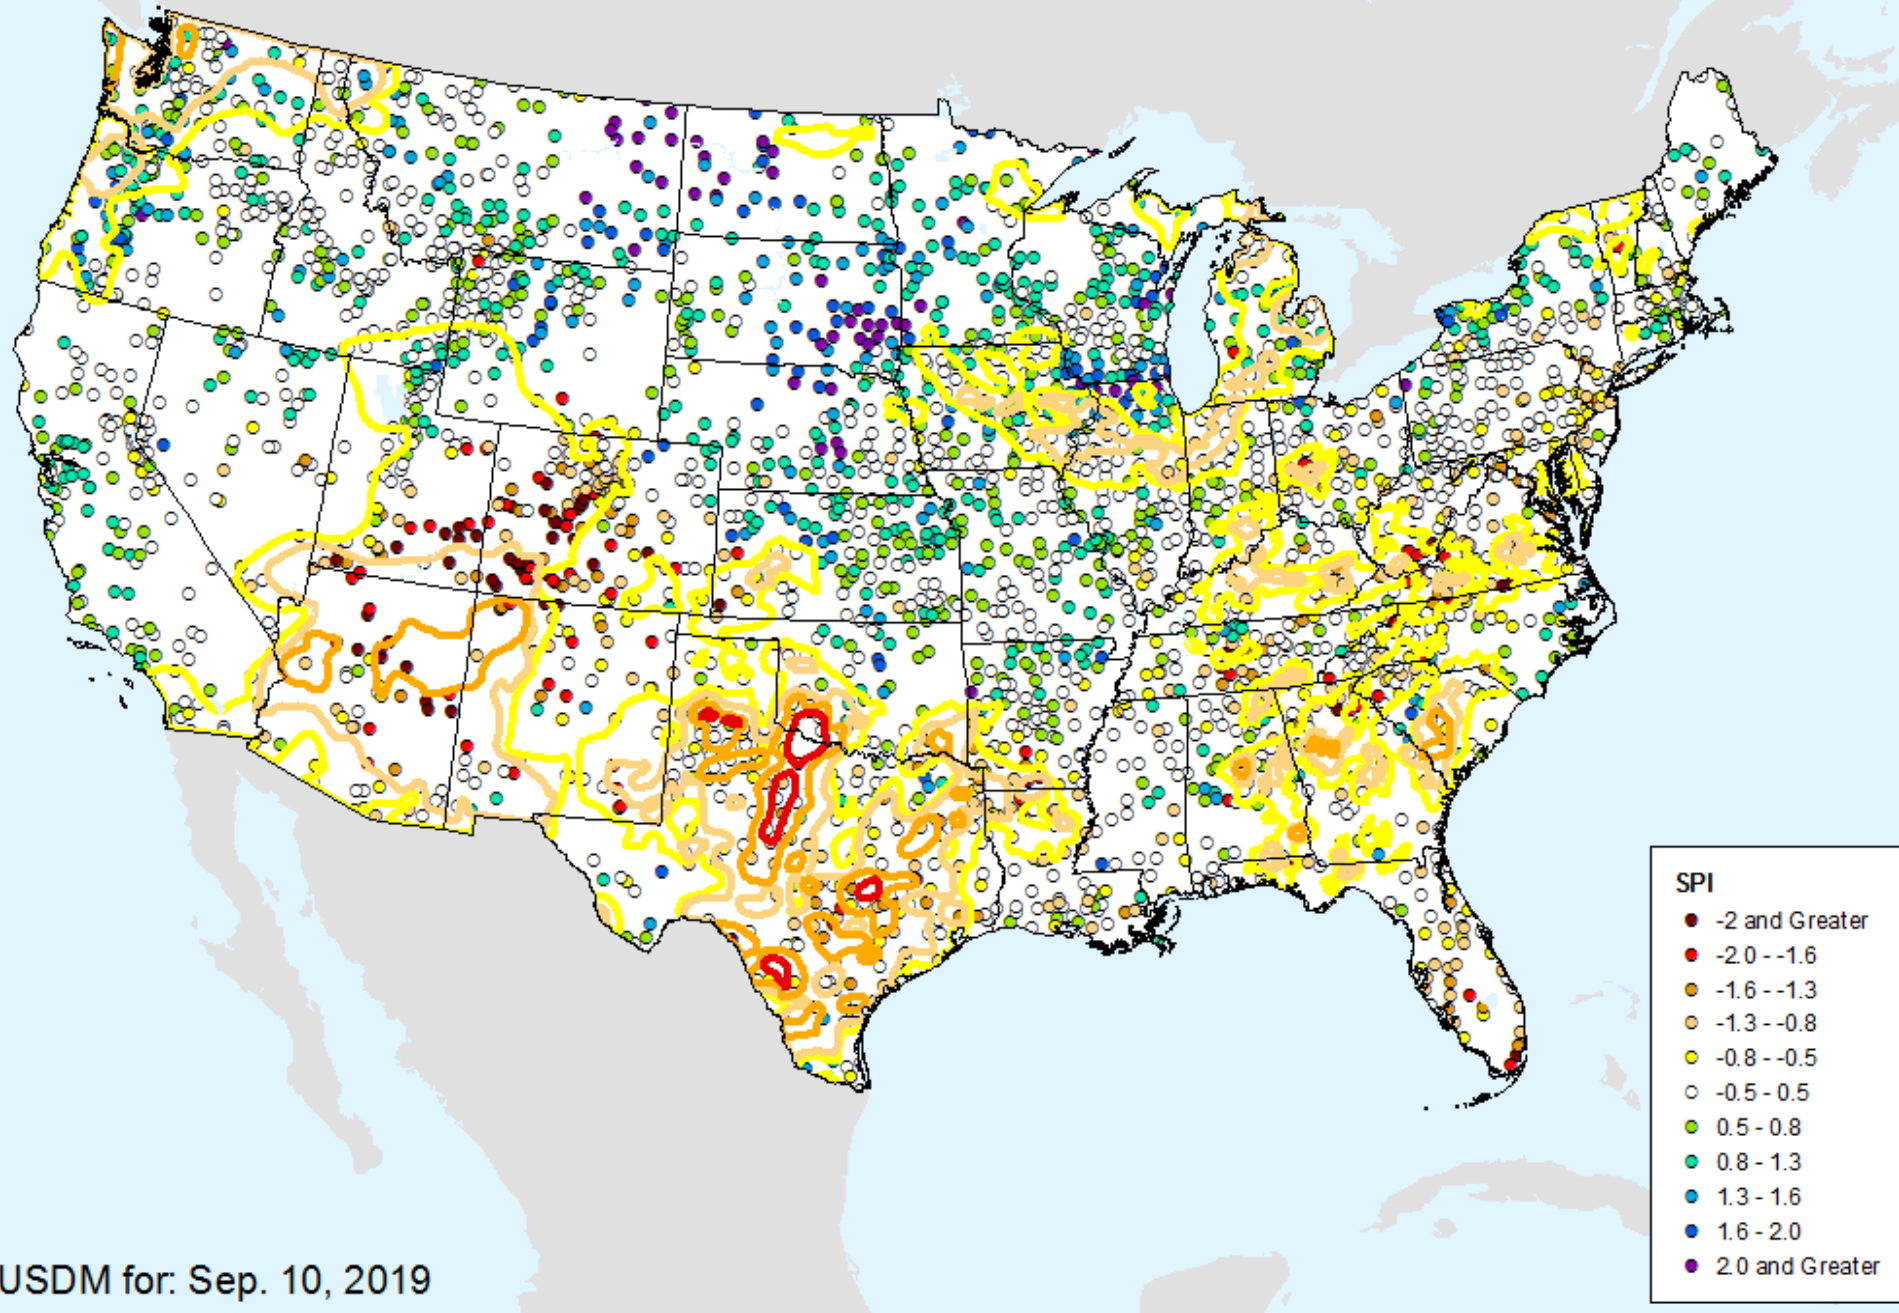 SPI
-2 and Greater
-2.0 - -1.6
-1.6 - -1.3
-1.3 - -0.8
-0.8 - -0.5
-0.5 - 0.5
0.5 - 0.8
0.8 - 1.3
1.3 - 1.6
1.6 - 2.0
2.0 and Greater
USDM for: Sep. 10, 2019